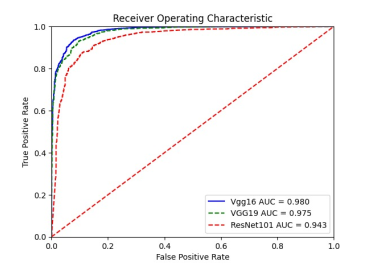 Receiver Operating Characteristic
True Positive Rate
1.0
0.8
0.6
0.4
0.2
0.0
Vgg16 AUC = 0.980
VGG19 AUC = 0.975
ResNet101 AUC = 0.943
0.0 0.2 0.4 0.6 0.8 1.0
False Positive Rate